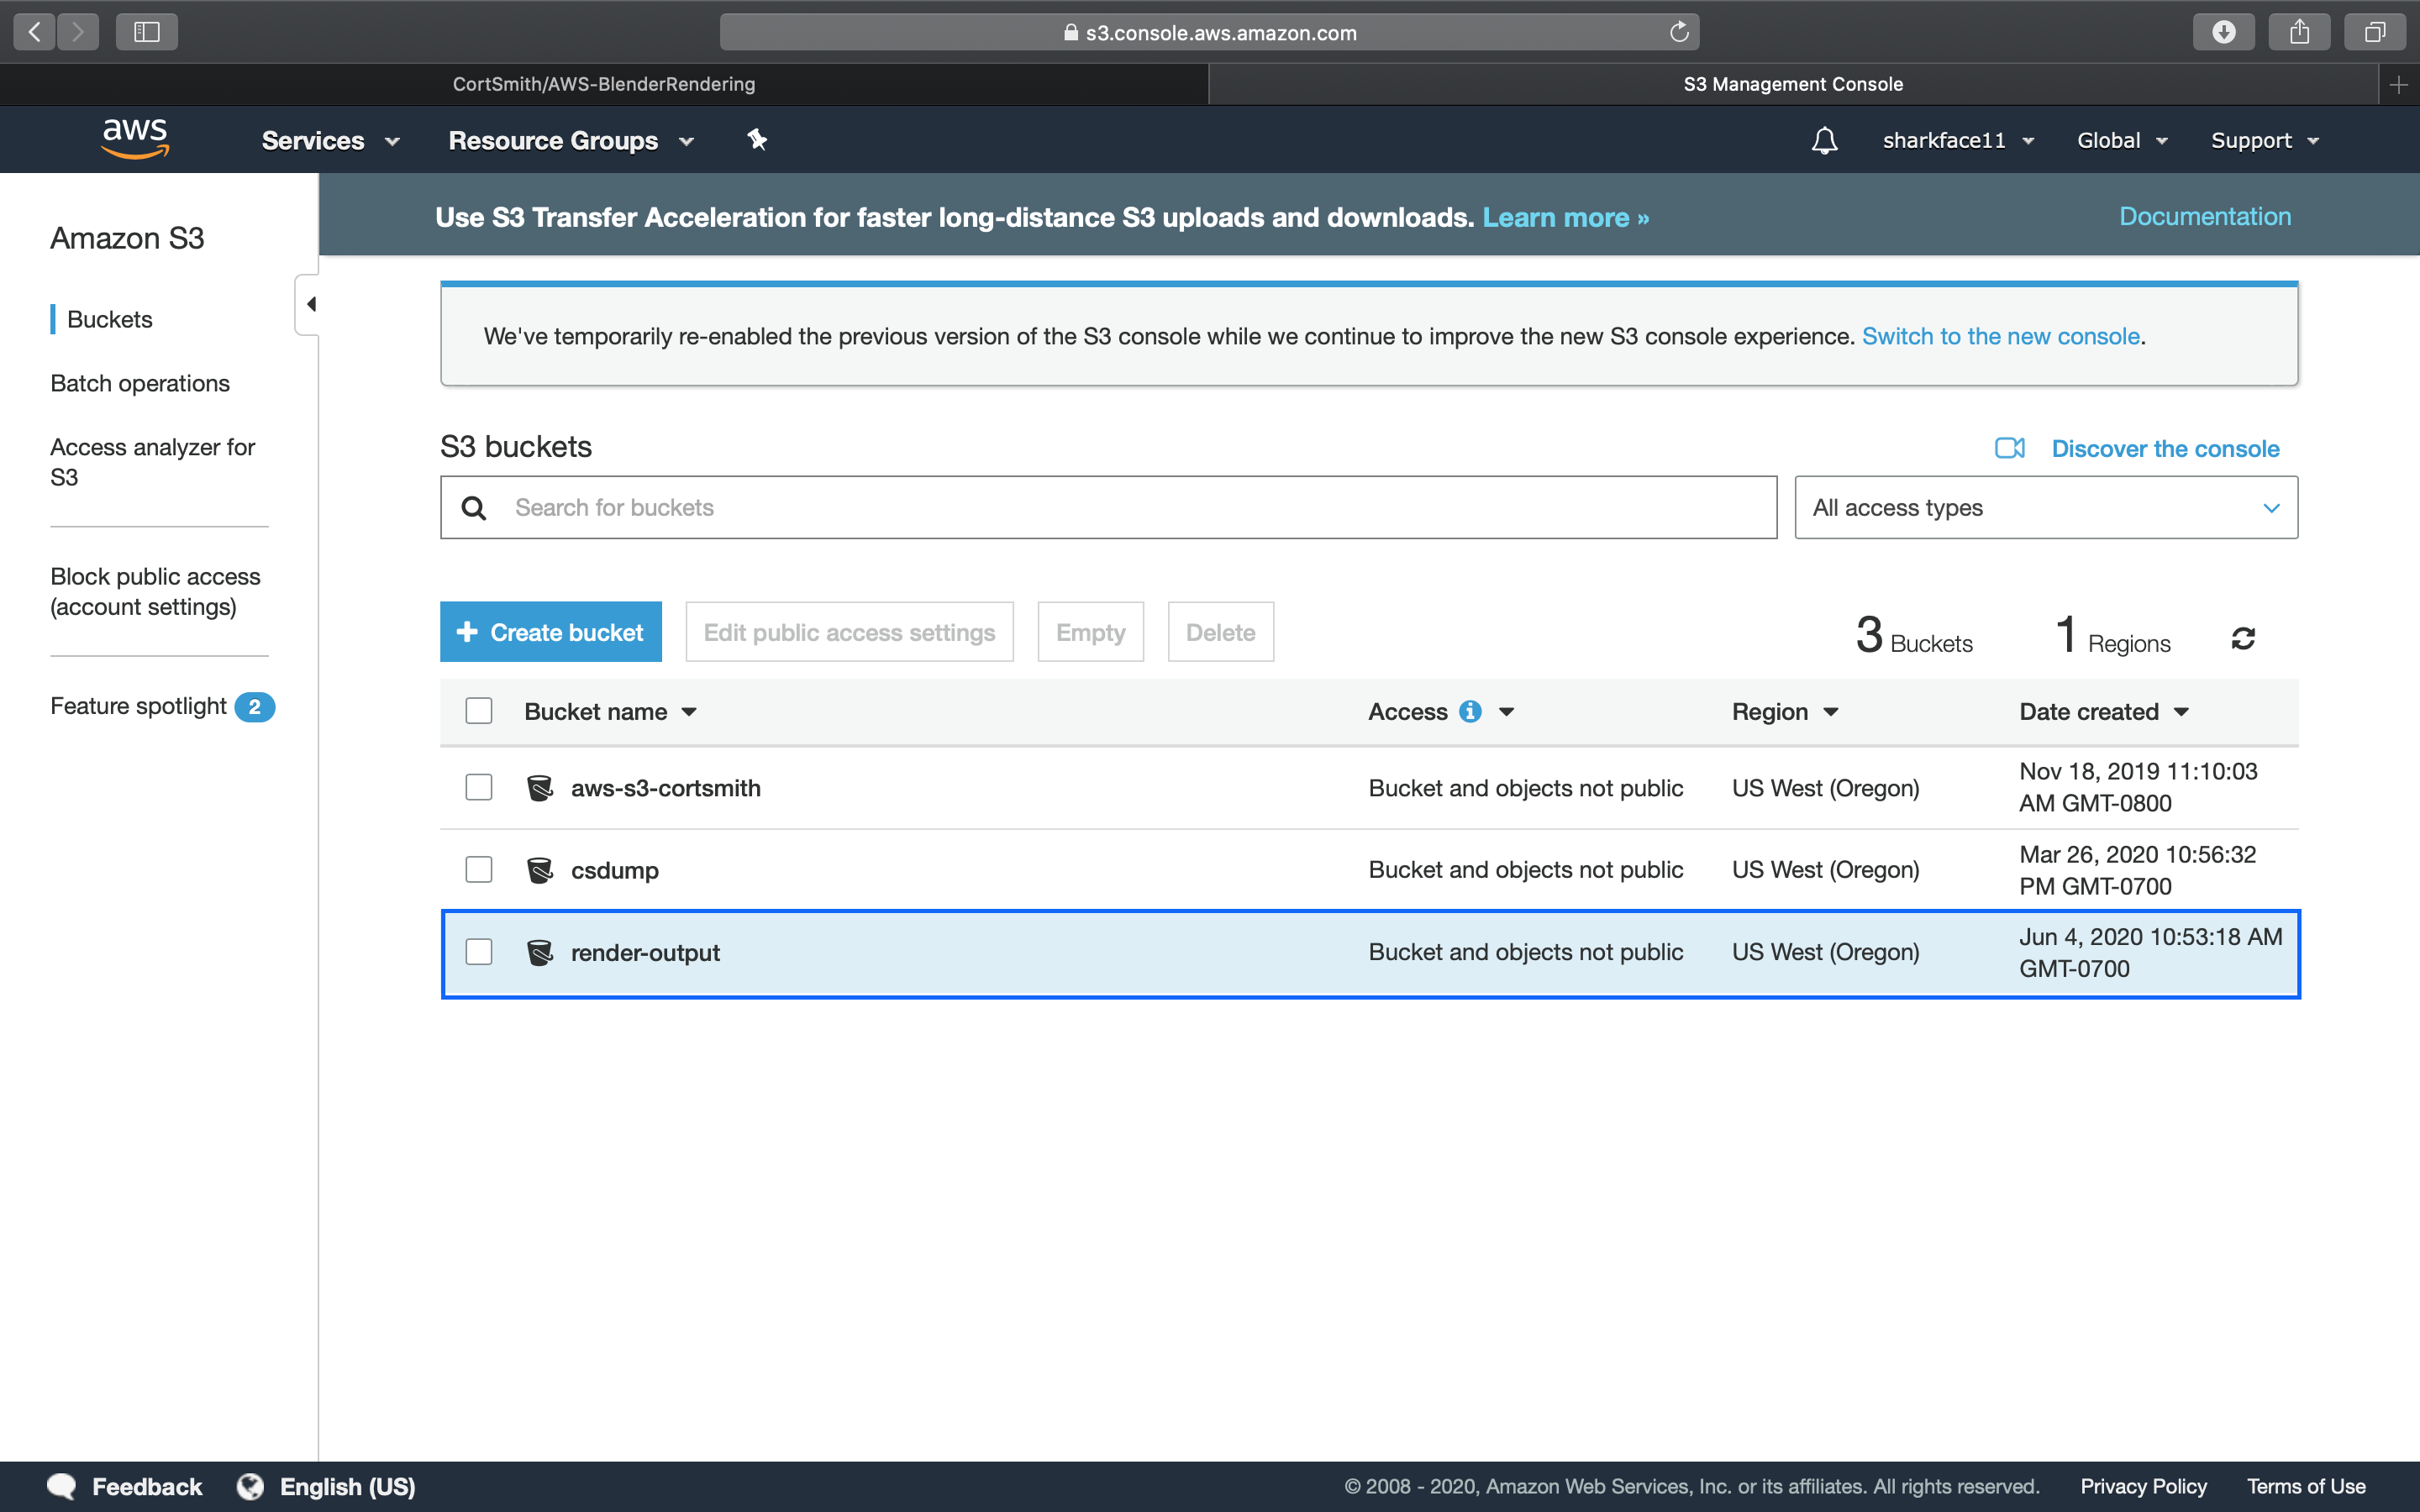 s3.console.aws.amazon.com
CortSmith/AWS-BlenderRendering
S3 Management Console
aws
Services
Resource Groups
sharkface11
Global
Support
Amazon S3
Buckets
Batch operations
Access analyzer for
S3
Block public access
(account settings)
Feature spotlight 2
Use S3 Transfer Acceleration for faster long-distance S3 uploads and downloads. Learn more »
Documentation
We've temporarily re-enabled the previous version of the S3 console while we continue to improve the new S3 console experience. Switch to the new console.
S3 buckets
Discover the console
Search for buckets
All access types
+ Create bucket
Edit public access settings
Empty
Delete
3 Buckets
1 Regions
Bucket name
Access
Region
Date created
aws-s3-cortsmith
Bucket and objects not public
US West (Oregon)
Nov 18, 2019 11:10:03
AM GMT-0800
csdump
Bucket and objects not public
US West (Oregon)
Mar 26, 2020 10:56:32
PM GMT-0700
render-output
Bucket and objects not public
US West (Oregon)
Jun 4, 2020 10:53:18 AM
GMT-0700
Feedback
English (US)
© 2008 - 2020, Amazon Web Services, Inc. or its affiliates. All rights reserved.
Privacy Policy
Terms of Use